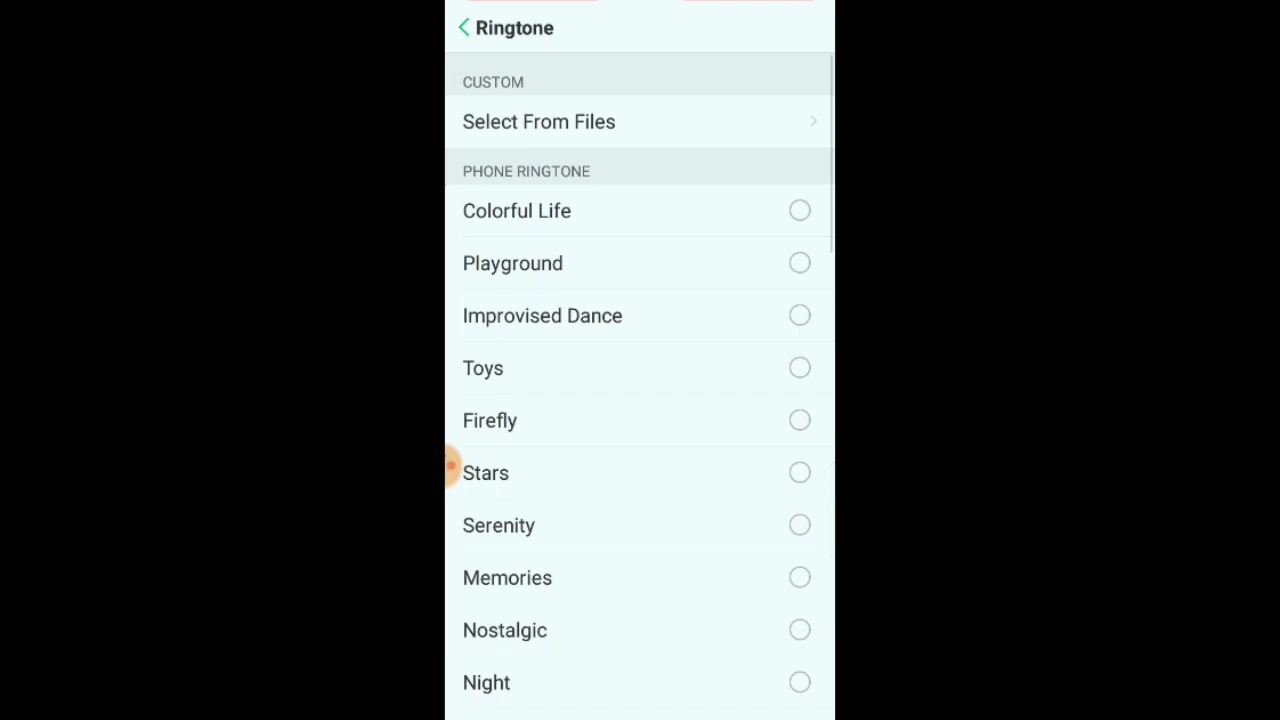 Ringtone
CUSTOM
Select From Files
PHONE RINGTONE
Colorful Life
Playground
Improvised Dance
Toys
Firefly
Stars
Serenity
Memories
Nostalgic
Night